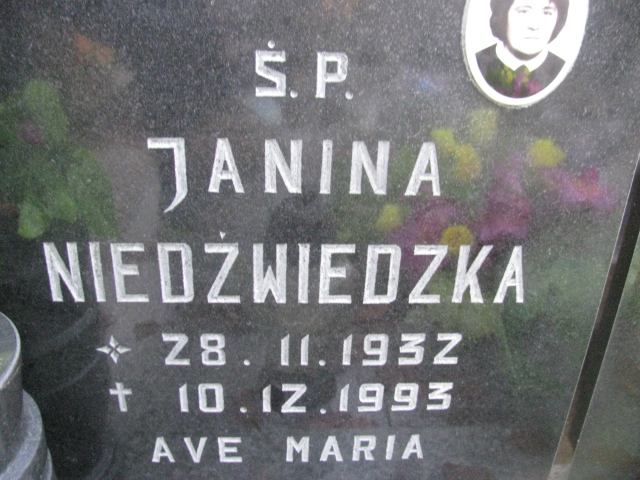 Ś.P.
JANINA
NIEDŹWIEDZKA
28.11.1932
✝ 10.12.1993
AVE MARIA